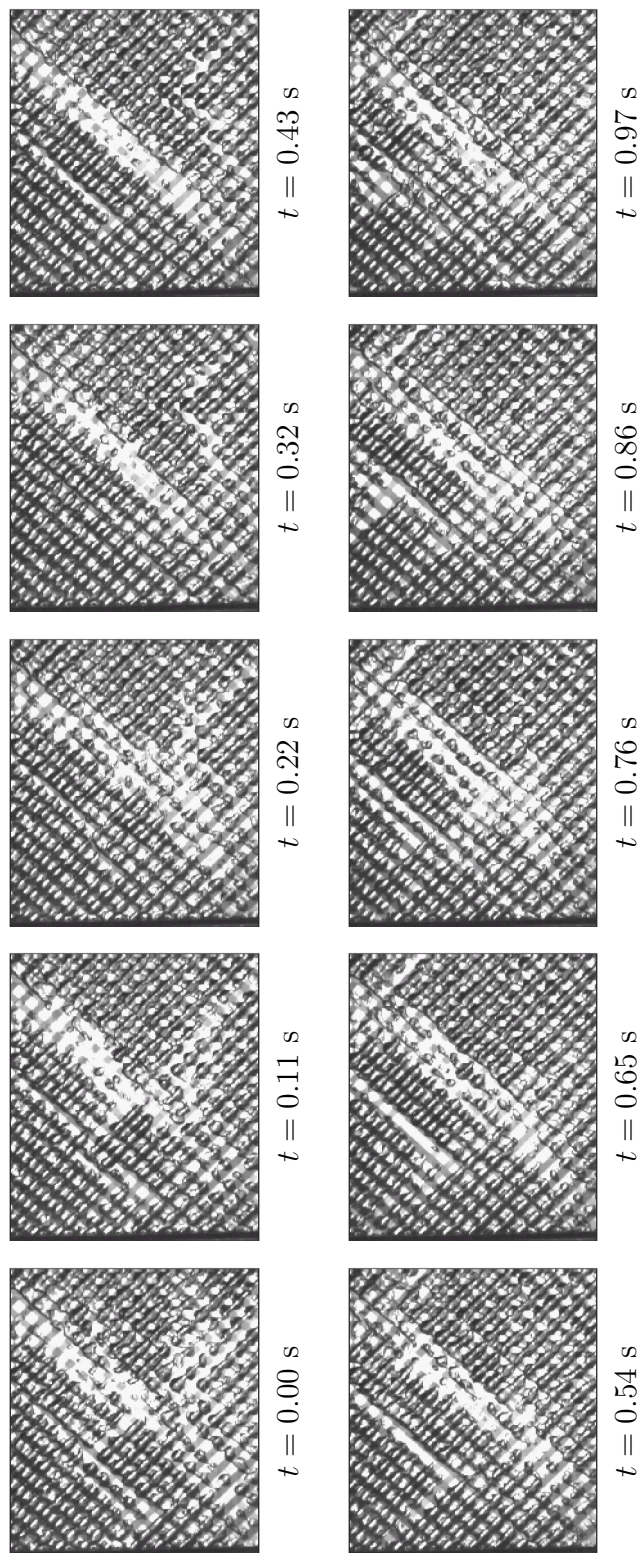 t = 0.00 s
t = 0.11 s
t = 0.22 s
t = 0.32 s
t = 0.43 s
t = 0.54 s
t = 0.65 s
t = 0.76 s
t = 0.86 s
t = 0.97 s